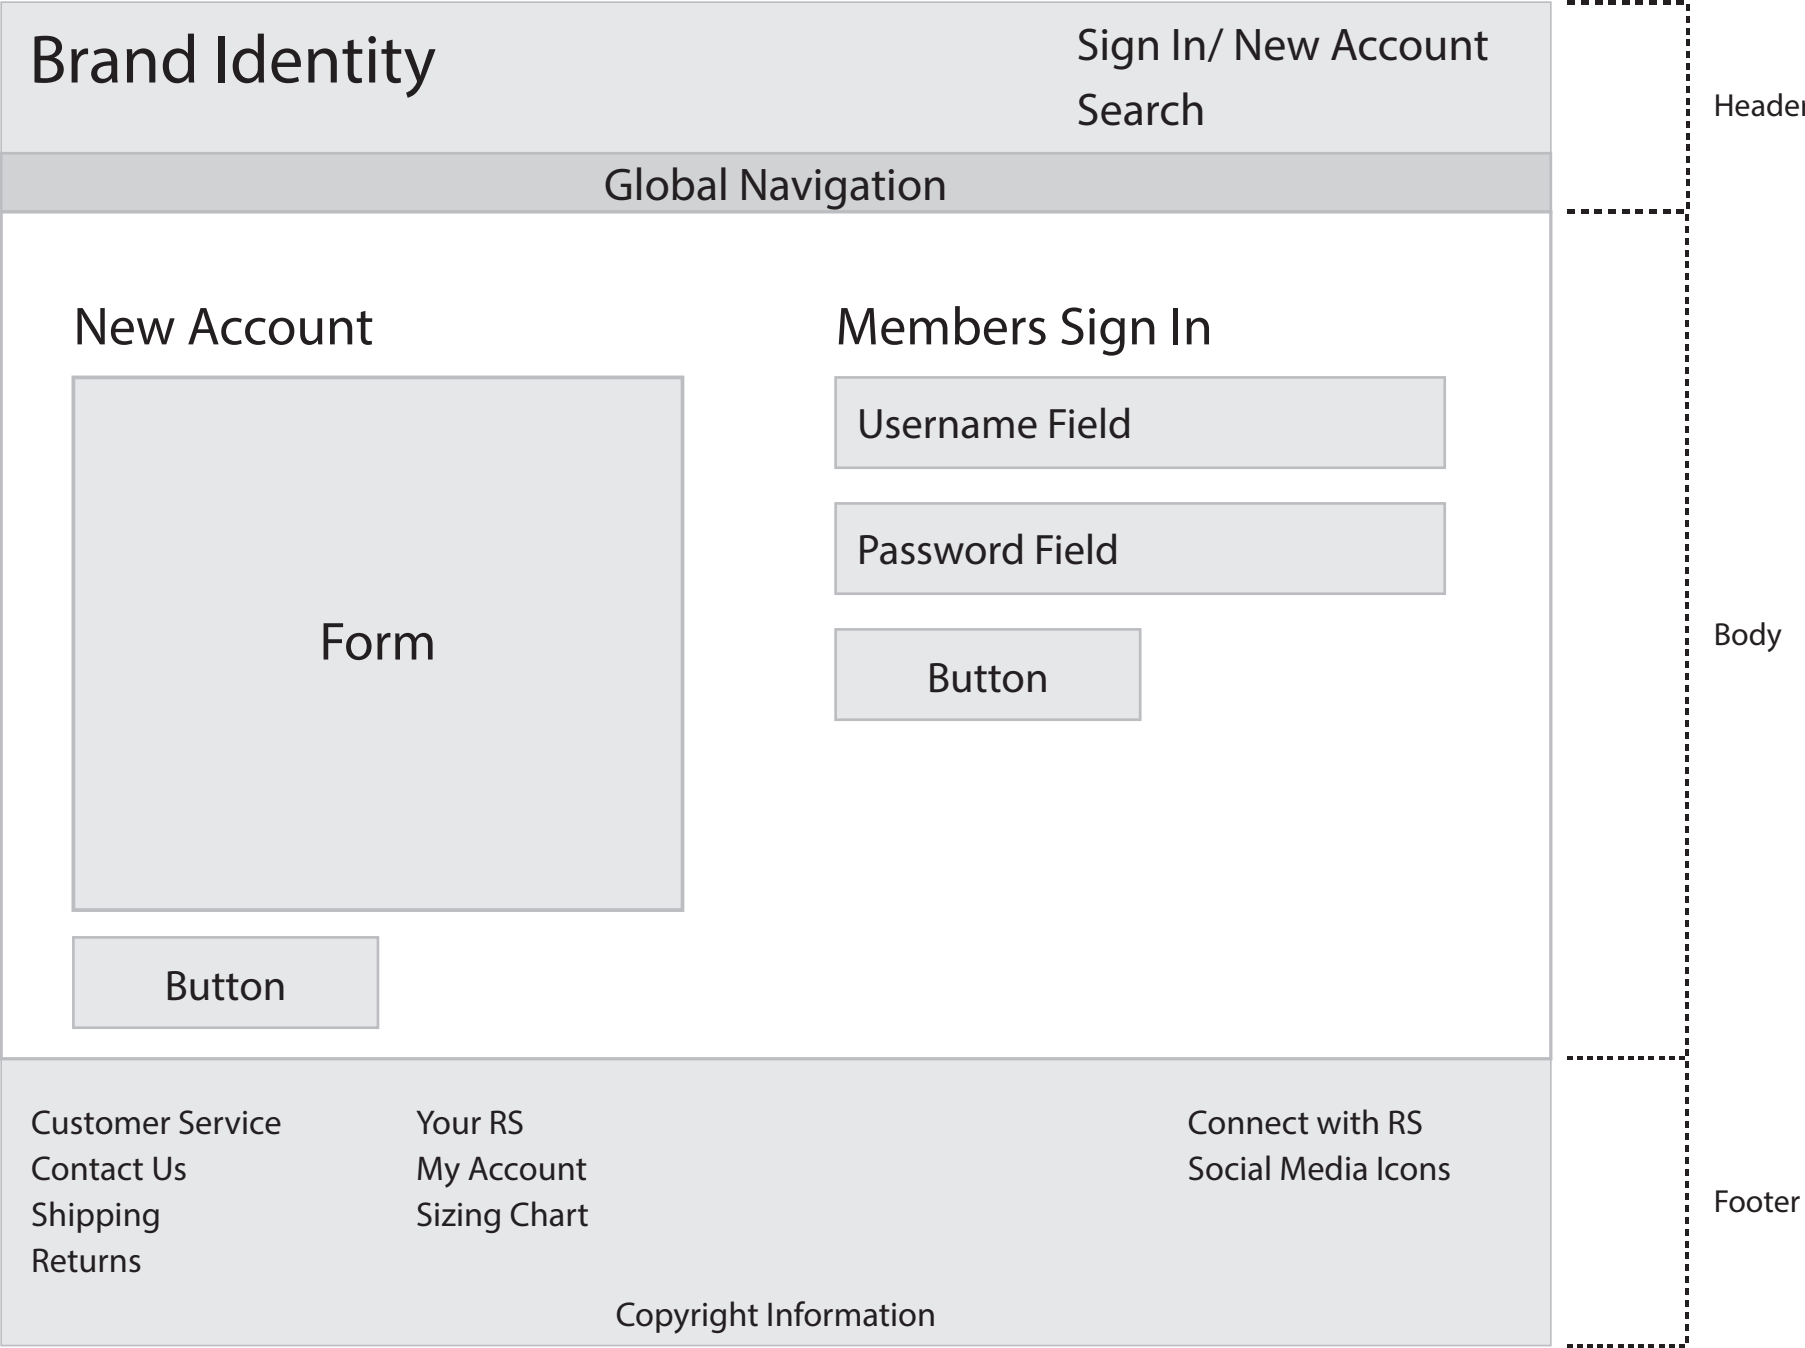 Brand Identity
Sign In/ New Account
Search
Header
Global Navigation
New Account
Form
Button
Members Sign In
Username Field
Password Field
Button
Body
Customer Service
Contact Us
Shipping
Returns
Your RS
My Account
Sizing Chart
Connect with RS
Social Media Icons
Footer
Copyright Information